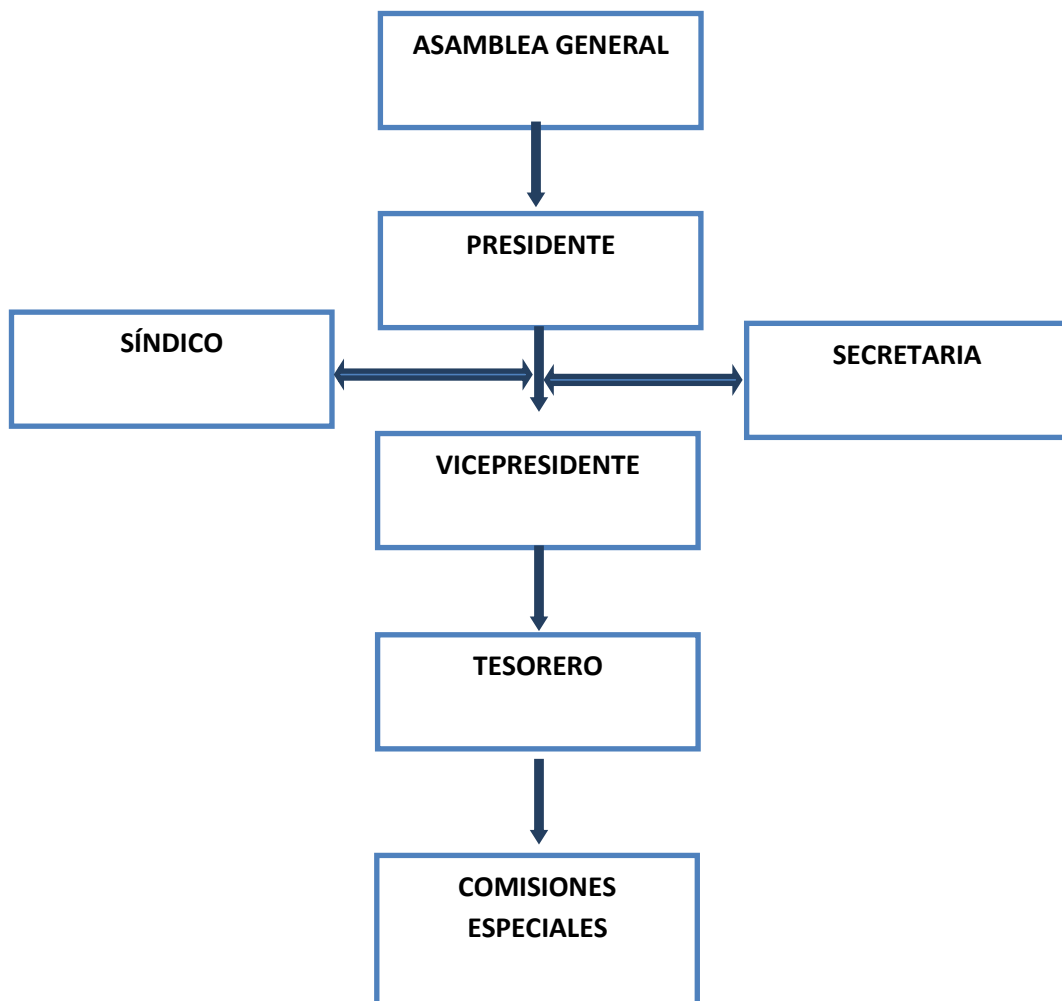 ASAMBLEA GENERAL
PRESIDENTE
SÍNDICO
SECRETARIA
VICEPRESIDENTE
TESORERO
COMISIONES
ESPECIALES